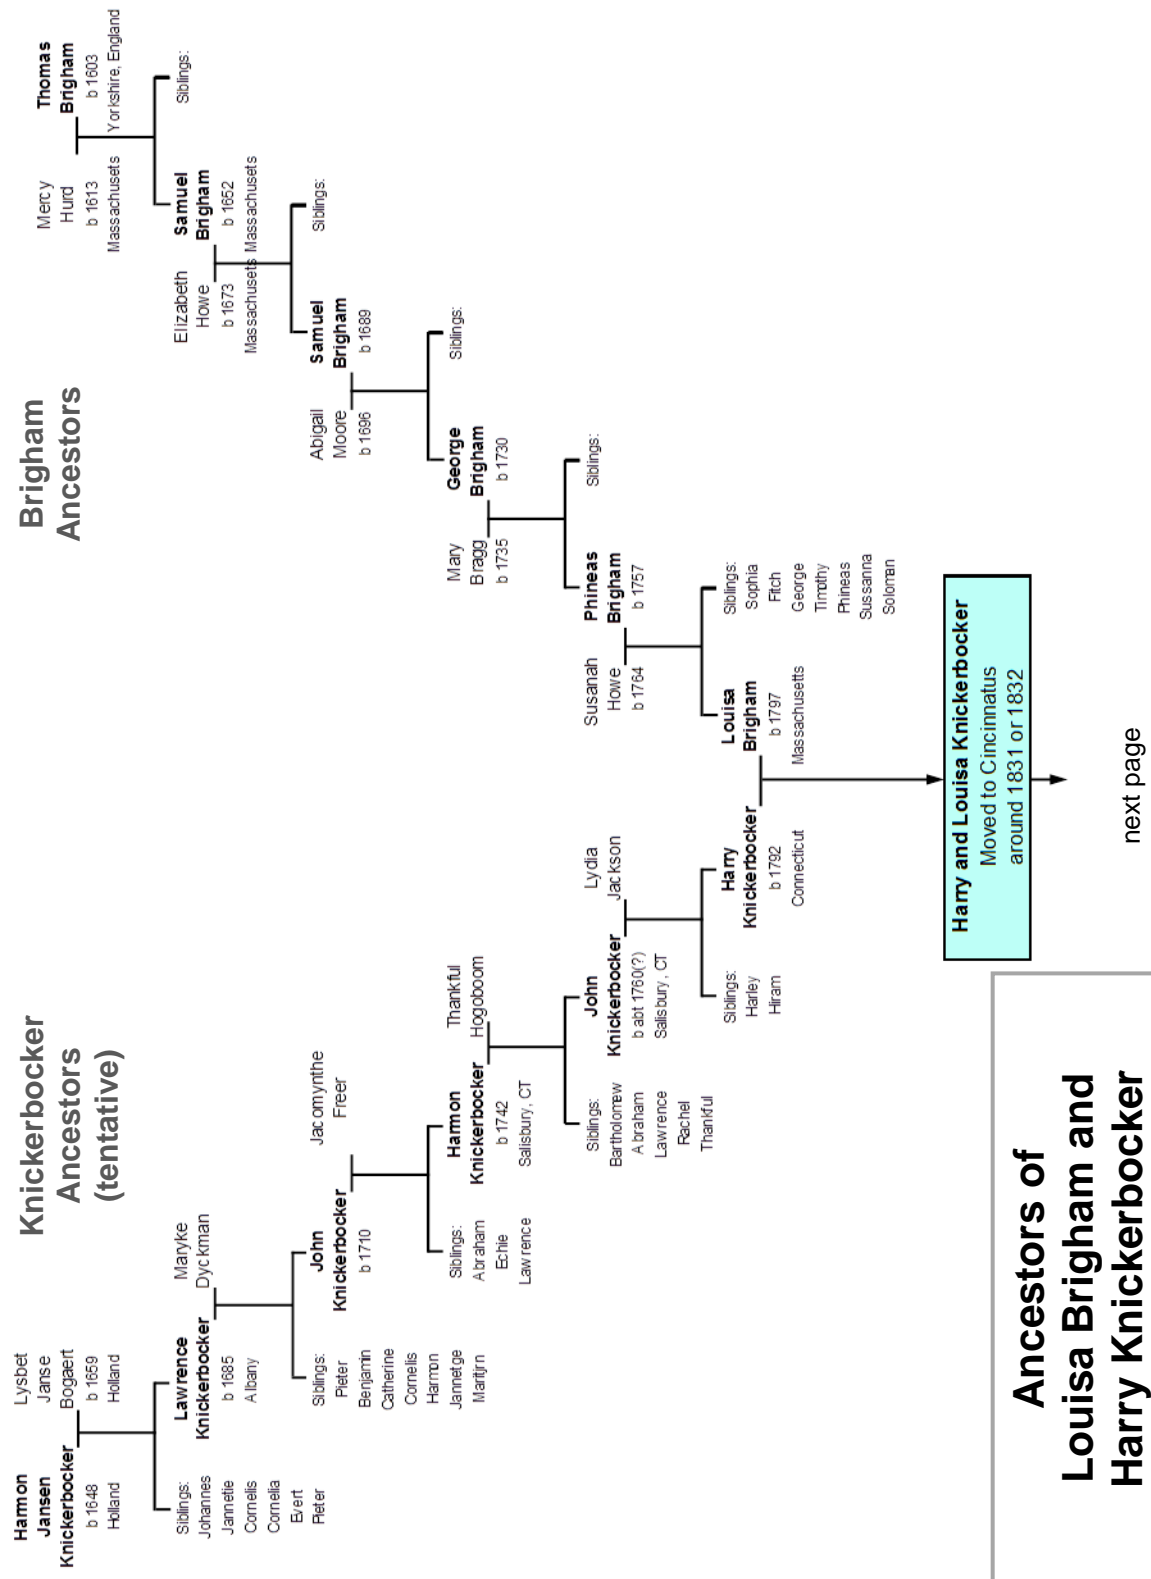 Knickerbocker
Ancestors
(tentative)
Brigham
Ancestors
Harmon
Jansen
Knickerbocker
b 1648
Holland
Lysbet
Janse
Bogaert
b 1659
Holland
Mercy
Hurd
b 1613
Massachusets
Thomas
Brigham
b 1603
Yorkshire, England
Siblings:
Johannes
Jannetie
Cornelis
Cornelia
Evert
Pieter
Lawrence
Knickerbocker
b 1685
Albany
Maryke
Dyckman
Elizabeth
Howe
b 1673
Massachusets
Samuel
Brigham
b 1652
Massachusets
Siblings:
Siblings:
Pieter
Benjamin
Catherine
Cornelis
Harmon
Jannetge
Maritjrn
John
Knickerbocker
b 1710
Jacomynthe
Freer
Abigail
Moore
b 1696
Samuel
Brigham
b 1689
Siblings:
Siblings:
Abraham
Echie
Lawrence
Harmon
Knickerbocker
b 1742
Salisbury, CT
Thankful
Hogoboom
Mary
Bragg
b 1735
George
Brigham
b 1730
Siblings:
Siblings:
Bartholomew
Abraham
Lawrence
Rachel
Thankful
John
Knickerbocker
b abt 1760(?)
Salisbury, CT
Lydia
Jackson
Susanah
Howe
b 1764
Phineas
Brigham
b 1757
Siblings:
Siblings:
Harley
Hiram
Harry
Knickerbocker
b 1792
Connecticut
Louisa
Brigham
b 1797
Massachusetts
Siblings:
Sophia
Fitch
George
Timothy
Phineas
Sussanna
Soloman
Harry and Louisa Knickerbocker
Moved to Cincinnatus
around 1831 or 1832
next page
Ancestors of
Louisa Brigham and
Harry Knickerbocker